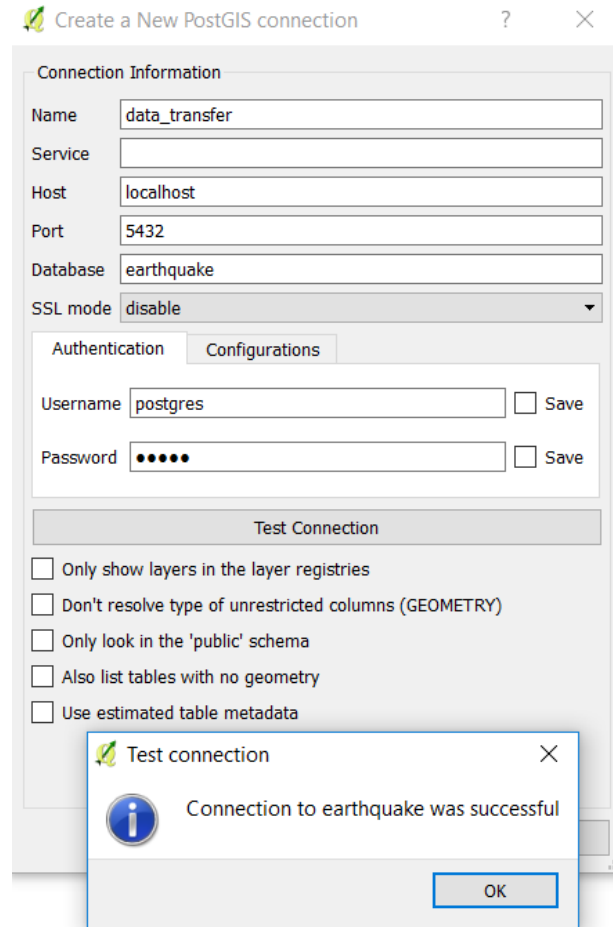 Create a New PostGIS connection ?
Connection Information
Name data_transfer
Service
Host localhost
Port 5432
Database earthquake
SSL mode disable
Authentication Configurations
Username postgres Save
Password ●●●●● Save
Test Connection
Only show layers in the layer registries
Don't resolve type of unrestricted columns (GEOMETRY)
Only look in the 'public' schema
Also list tables with no geometry
Use estimated table metadata
Test connection
Connection to earthquake was successful
OK